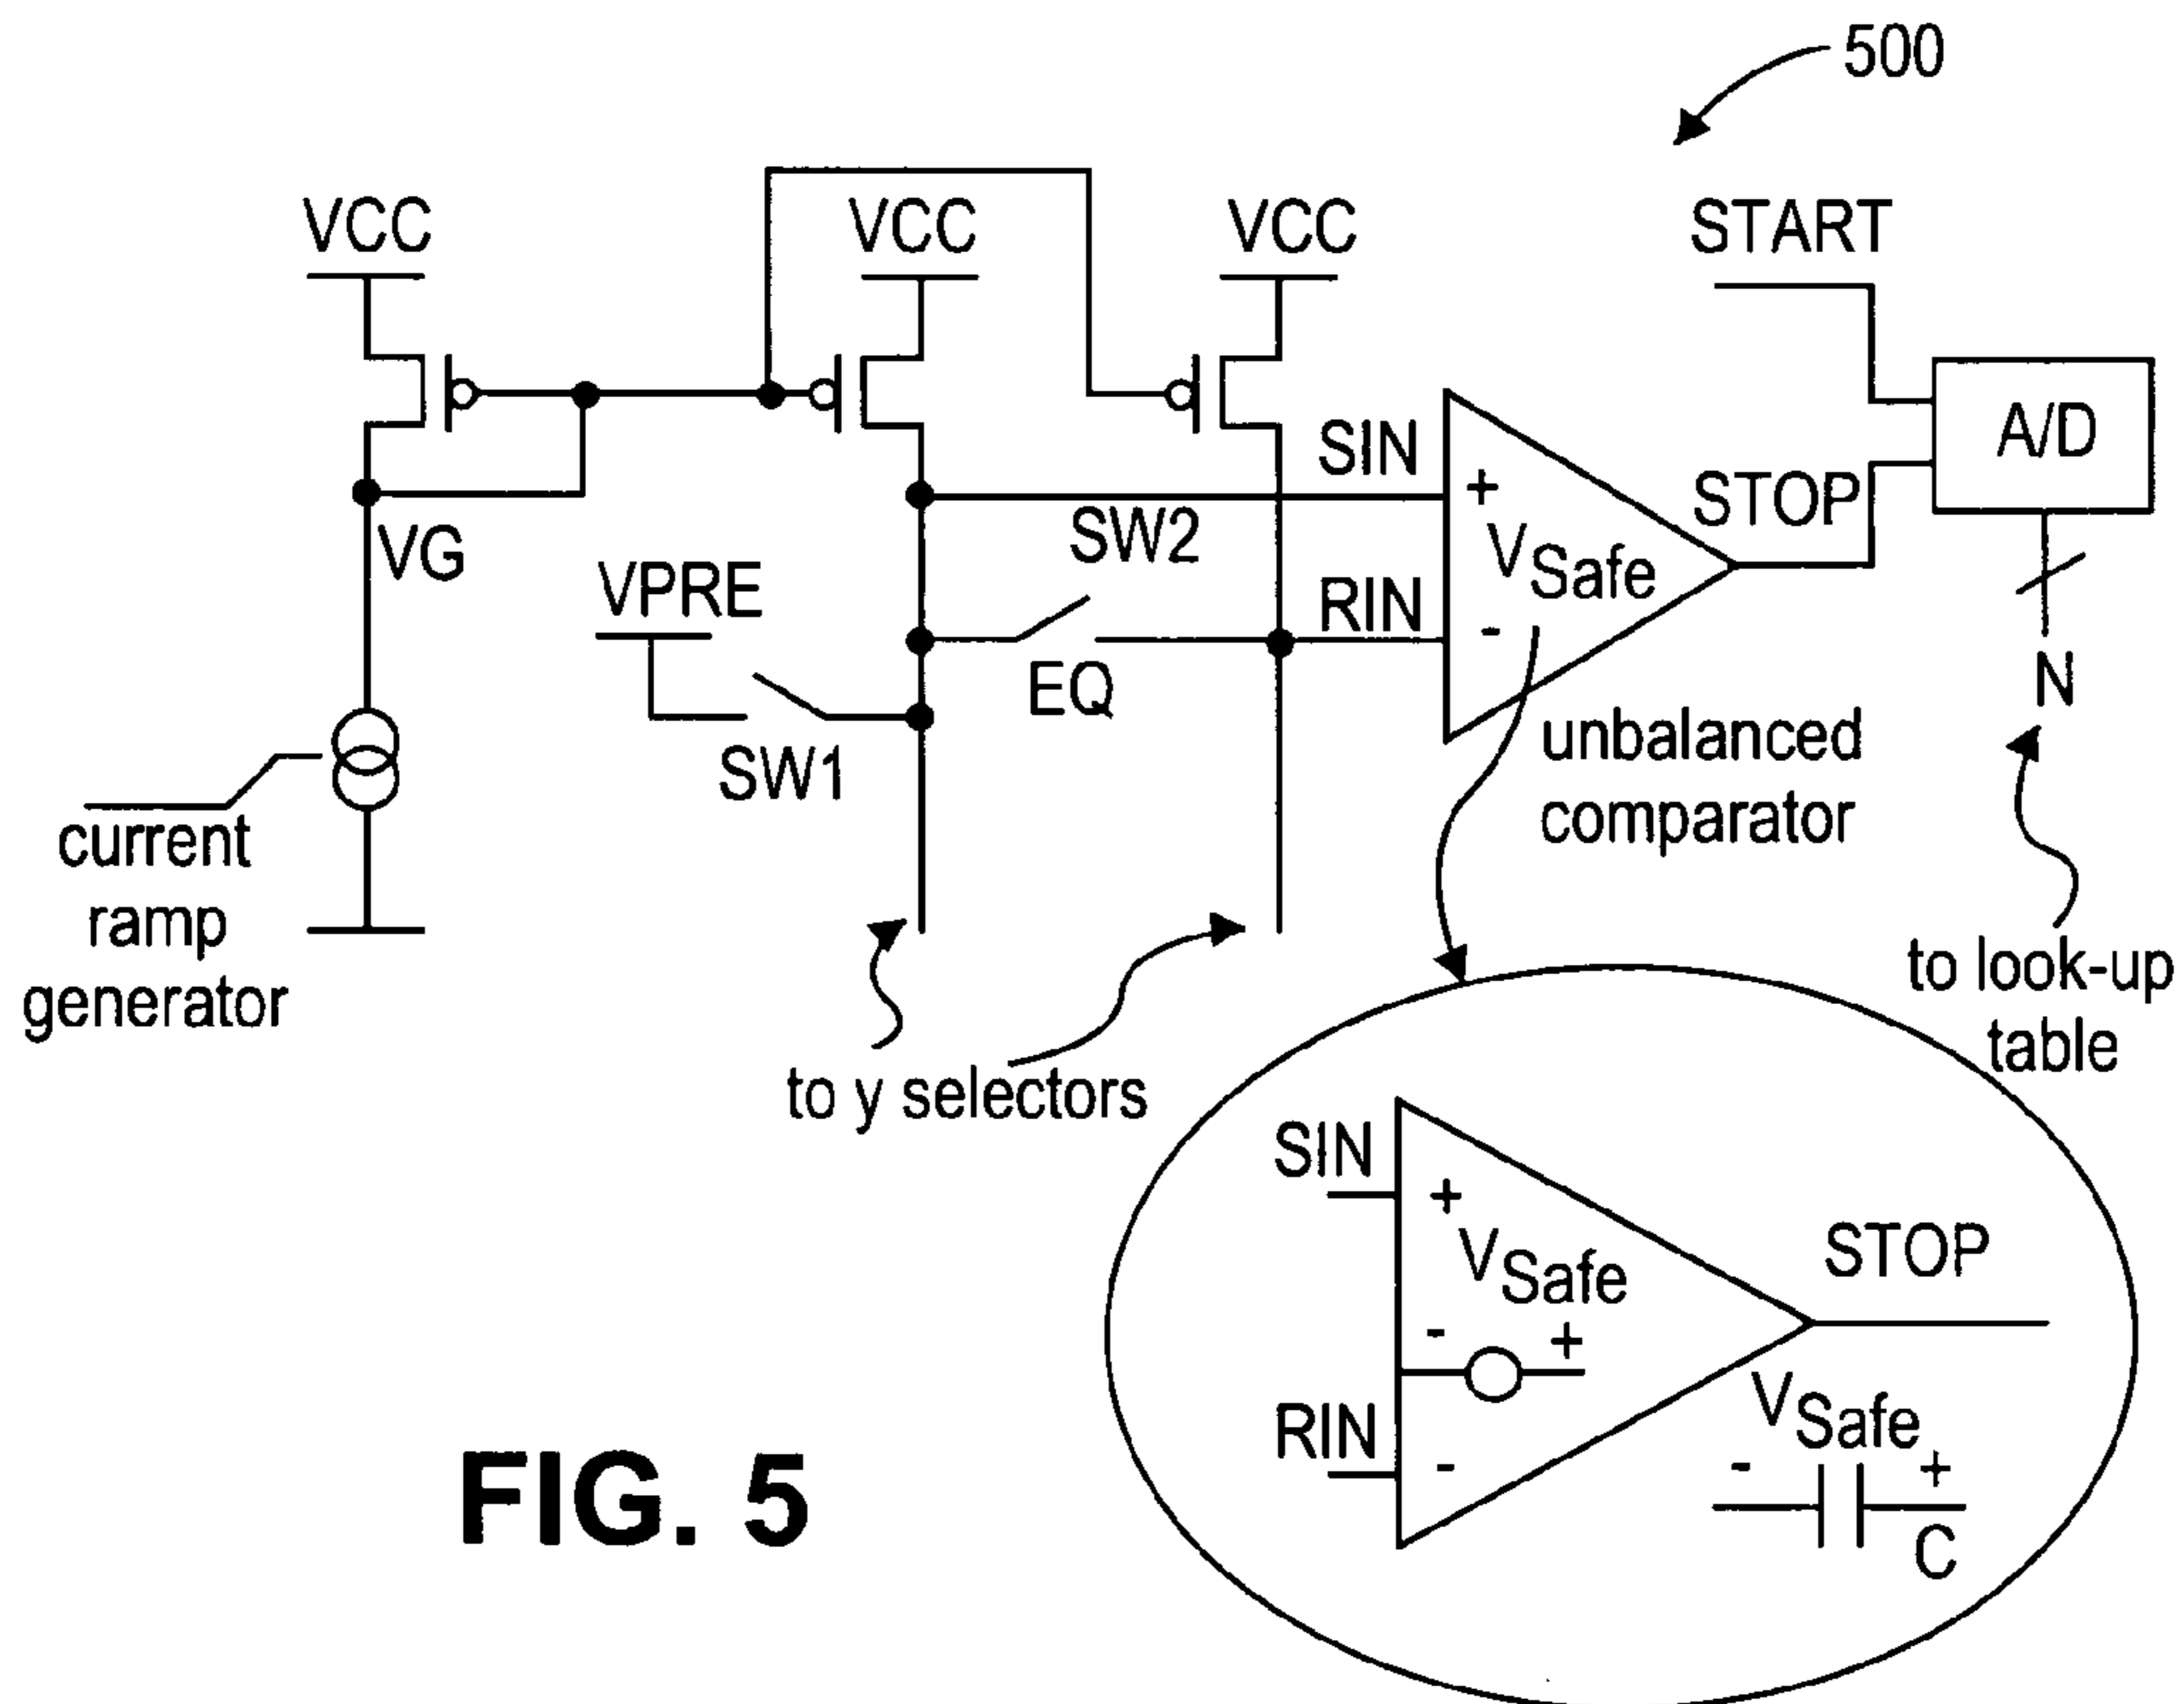 500
VCC
VCC
VCC
START
A/D
SIN
+
SW2
STOP
VSafe
VG
VPRE
RIN
-
EQ
N
SW1
unbalanced
comparator
current
ramp
generator
to look-up
table
to y selectors
SIN
+
VSafe
STOP
-
+
VSafe
RIN
-
-
+
C
FIG. 5